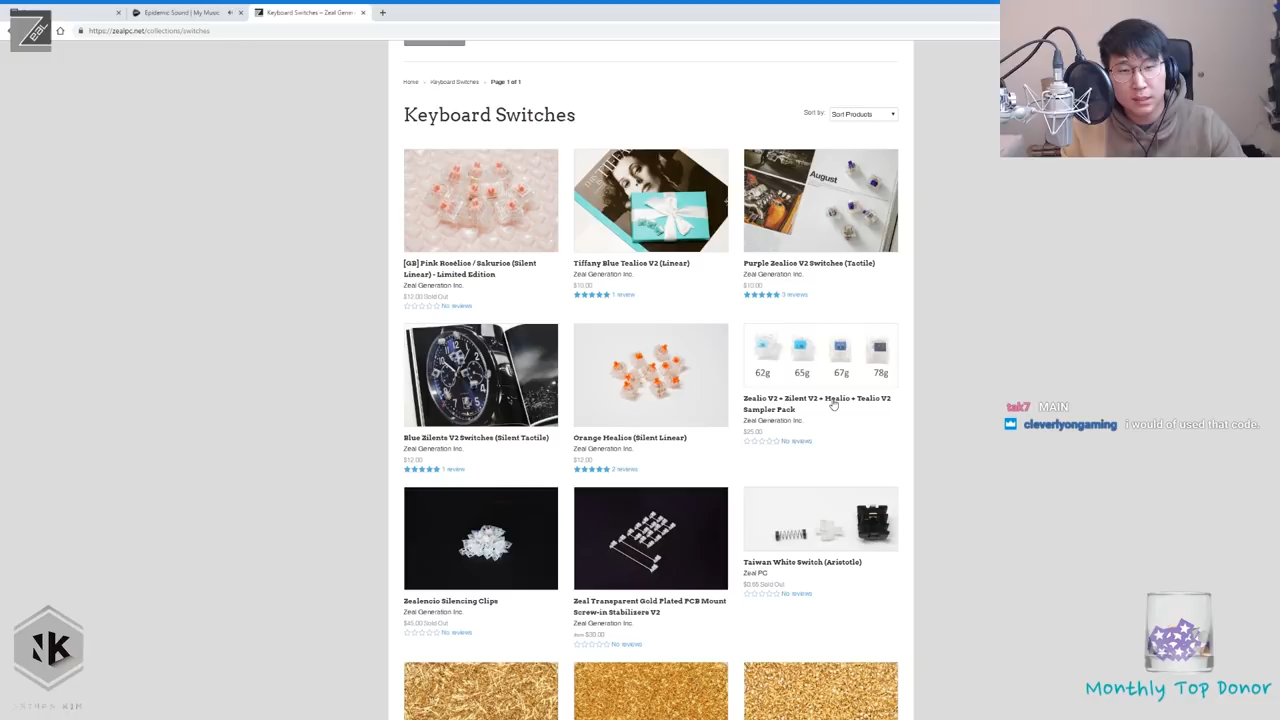 Epidemic Sound | My Music
Keyboard Switches – Zeal Gener
https://zealpc.net/collections/switches
Zeal
Home
Keyboard Switches
Page 1 of 1
Keyboard Switches
Sort by:
Sort Products
August
[GB] Pink Rosélios / Sakurios (Silent
Linear) - Limited Edition
Zeal Generation Inc.
$12.00 Sold Out
No reviews
Tiffany Blue Tealios V2 (Linear)
Zeal Generation Inc.
$10.00
1 review
Purple Zealios V2 Switches (Tactile)
Zeal Generation Inc.
$10.00
3 reviews
62g 65g 67g 78g
Blue Zilents V2 Switches (Silent Tactile)
Zeal Generation Inc.
$12.00
1 review
Orange Healios (Silent Linear)
Zeal Generation Inc.
$12.00
2 reviews
Zealio V2 + Zilent V2 + Healio + Tealio V2
Sampler Pack
Zeal Generation Inc.
$25.00
No reviews
tak7 MAIN
cleverlyongaming i would of used that code.
Zealencio Silencing Clips
Zeal Generation Inc.
$45.00 Sold Out
No reviews
Zeal Transparent Gold Plated PCB Mount
Screw-in Stabilizers V2
Zeal Generation Inc.
from $30.00
No reviews
Taiwan White Switch (Aristotle)
Zeal PC
$0.65 Sold Out
No reviews
NK
NATHAN KIM
Monthly Top Donor